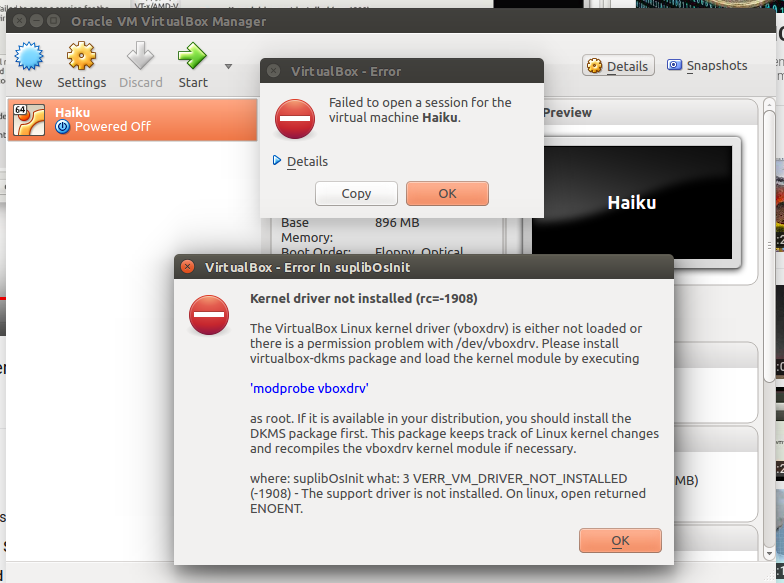 Oracle VM VirtualBox Manager
New
Settings
Discard
Start
Details
Snapshots
64
Haiku
Powered Off
Preview
Haiku
VirtualBox - Error
Failed to open a session for the
virtual machine Haiku.
Details
Copy
OK
Base
Memory:
896 MB
Boot Order:
Floppy, Optical
VirtualBox - Error In suplibOsInit
Kernel driver not installed (rc=-1908)
The VirtualBox Linux kernel driver (vboxdrv) is either not loaded or
there is a permission problem with /dev/vboxdrv. Please install
virtualbox-dkms package and load the kernel module by executing
'modprobe vboxdrv'
as root. If it is available in your distribution, you should install the
DKMS package first. This package keeps track of Linux kernel changes
and recompiles the vboxdrv kernel module if necessary.
where: suplibOsInit what: 3 VERR_VM_DRIVER_NOT_INSTALLED
(-1908) - The support driver is not installed. On linux, open returned
ENOENT.
OK
MB)